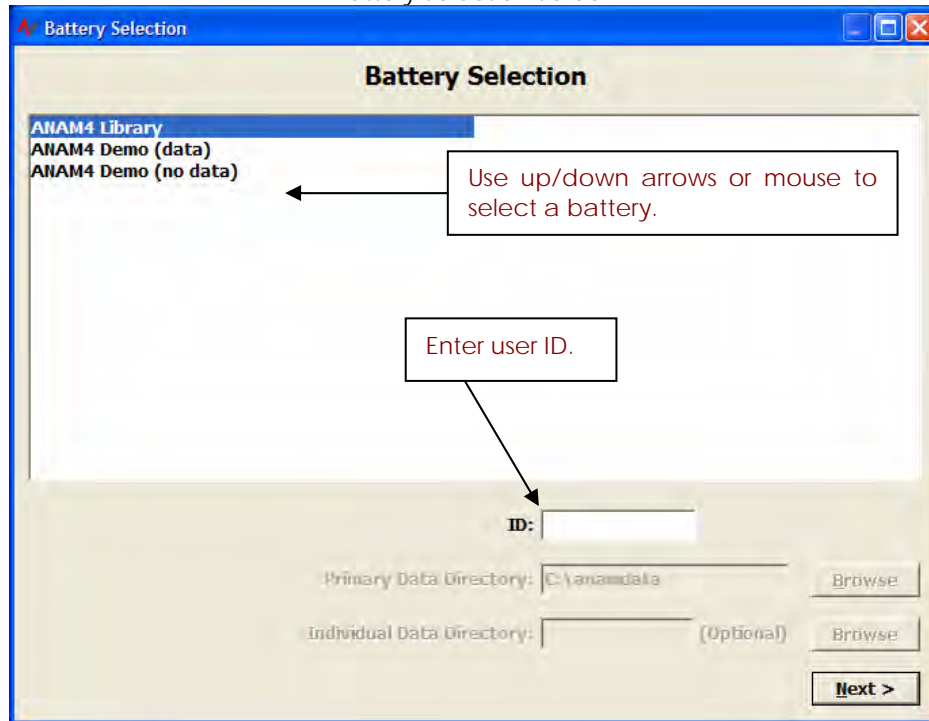 Battery Selection
Battery Selection
ANAM4 Library
ANAM4 Demo (data)
ANAM4 Demo (no data)
Use up/down arrows or mouse to
select a battery.
Enter user ID.
ID:
Primary Data Directory: C:\anamdata Browse
Individual Data Directory: (Optional) Browse
Next >